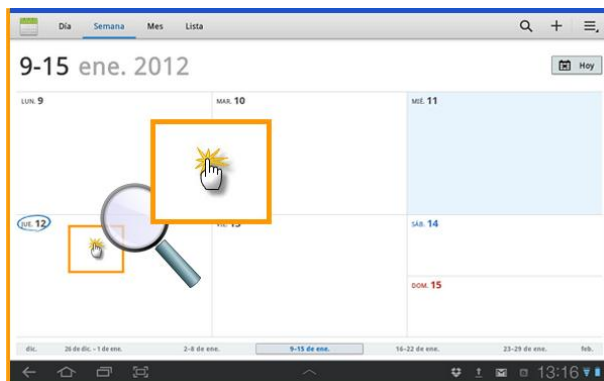 Día Semana Mes Lista
9-15 ene. 2012
Hoy
LUN. 9 MAR. 10 MIÉ. 11
JUE. 12 VIE. 13 SÁB. 14
DOM. 15
dic. 26 de dic. - 1 de ene. 2-8 de ene. 9-15 de ene. 16-22 de ene. 23-29 de ene. feb.
13:16